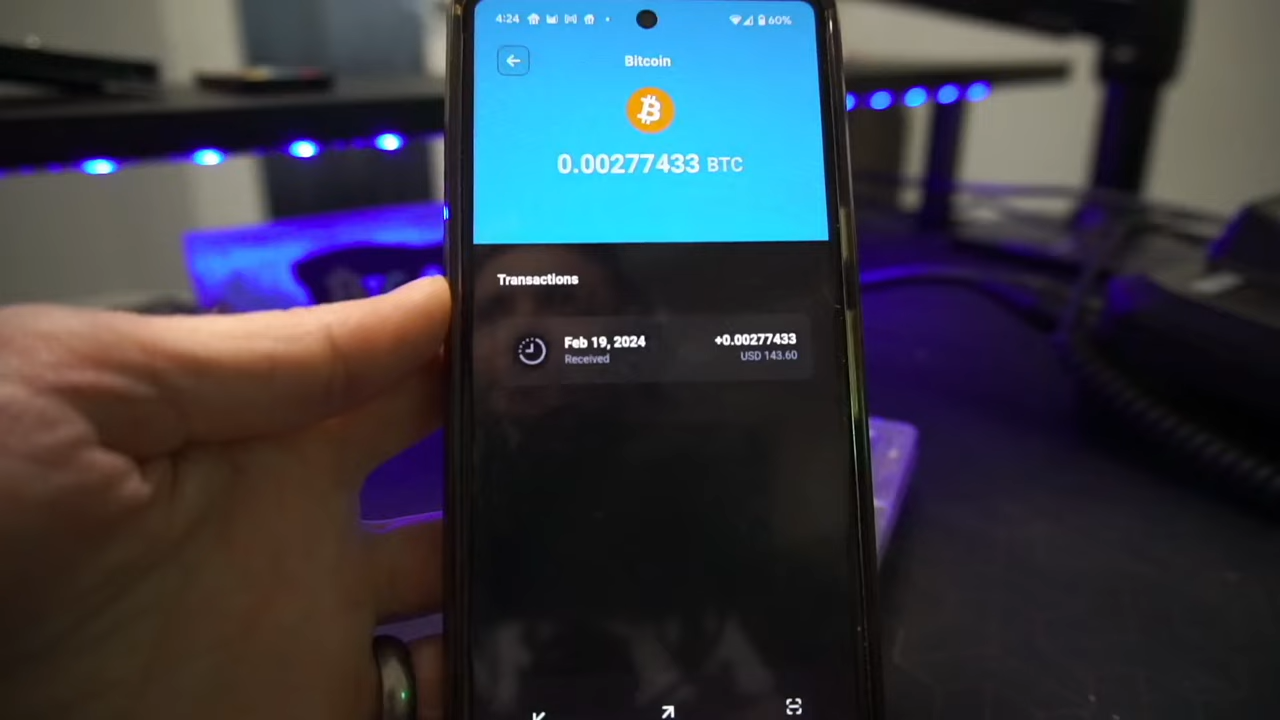 4:24 60%
Bitcoin
0.00277433 BTC
Transactions
Feb 19, 2024 +0.00277433
Received USD 143.60